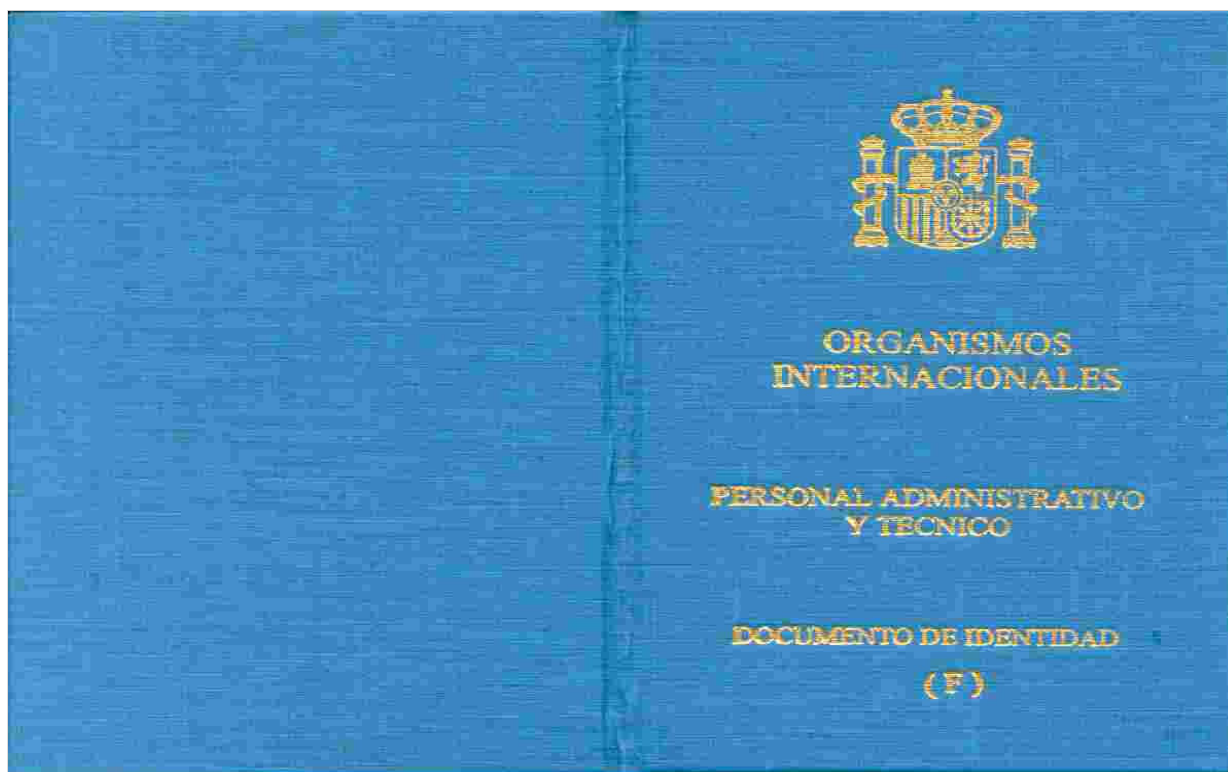 ORGANISMOS
INTERNACIONALES
PERSONAL ADMINISTRATIVO
Y TECNICO
DOCUMENTO DE IDENTIDAD
( F )